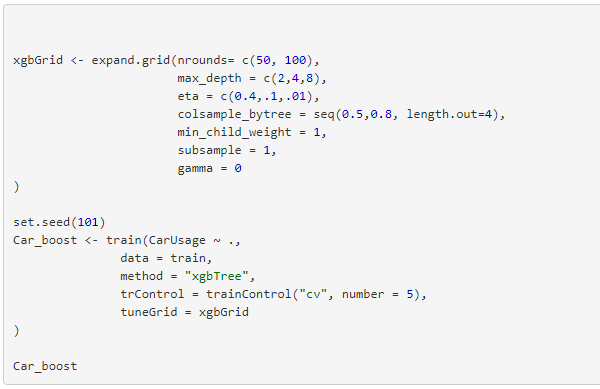 xgbGrid <- expand.grid(nrounds= c(50, 100),
                       max_depth = c(2,4,8),
                       eta = c(0.4,.1,.01),
                       colsample_bytree = seq(0.5,0.8, length.out=4),
                       min_child_weight = 1,
                       subsample = 1,
                       gamma = 0
)

set.seed(101)
Car_boost <- train(CarUsage ~ .,
               data = train,
               method = "xgbTree",
               trControl = trainControl("cv", number = 5),
               tuneGrid = xgbGrid
)

Car_boost